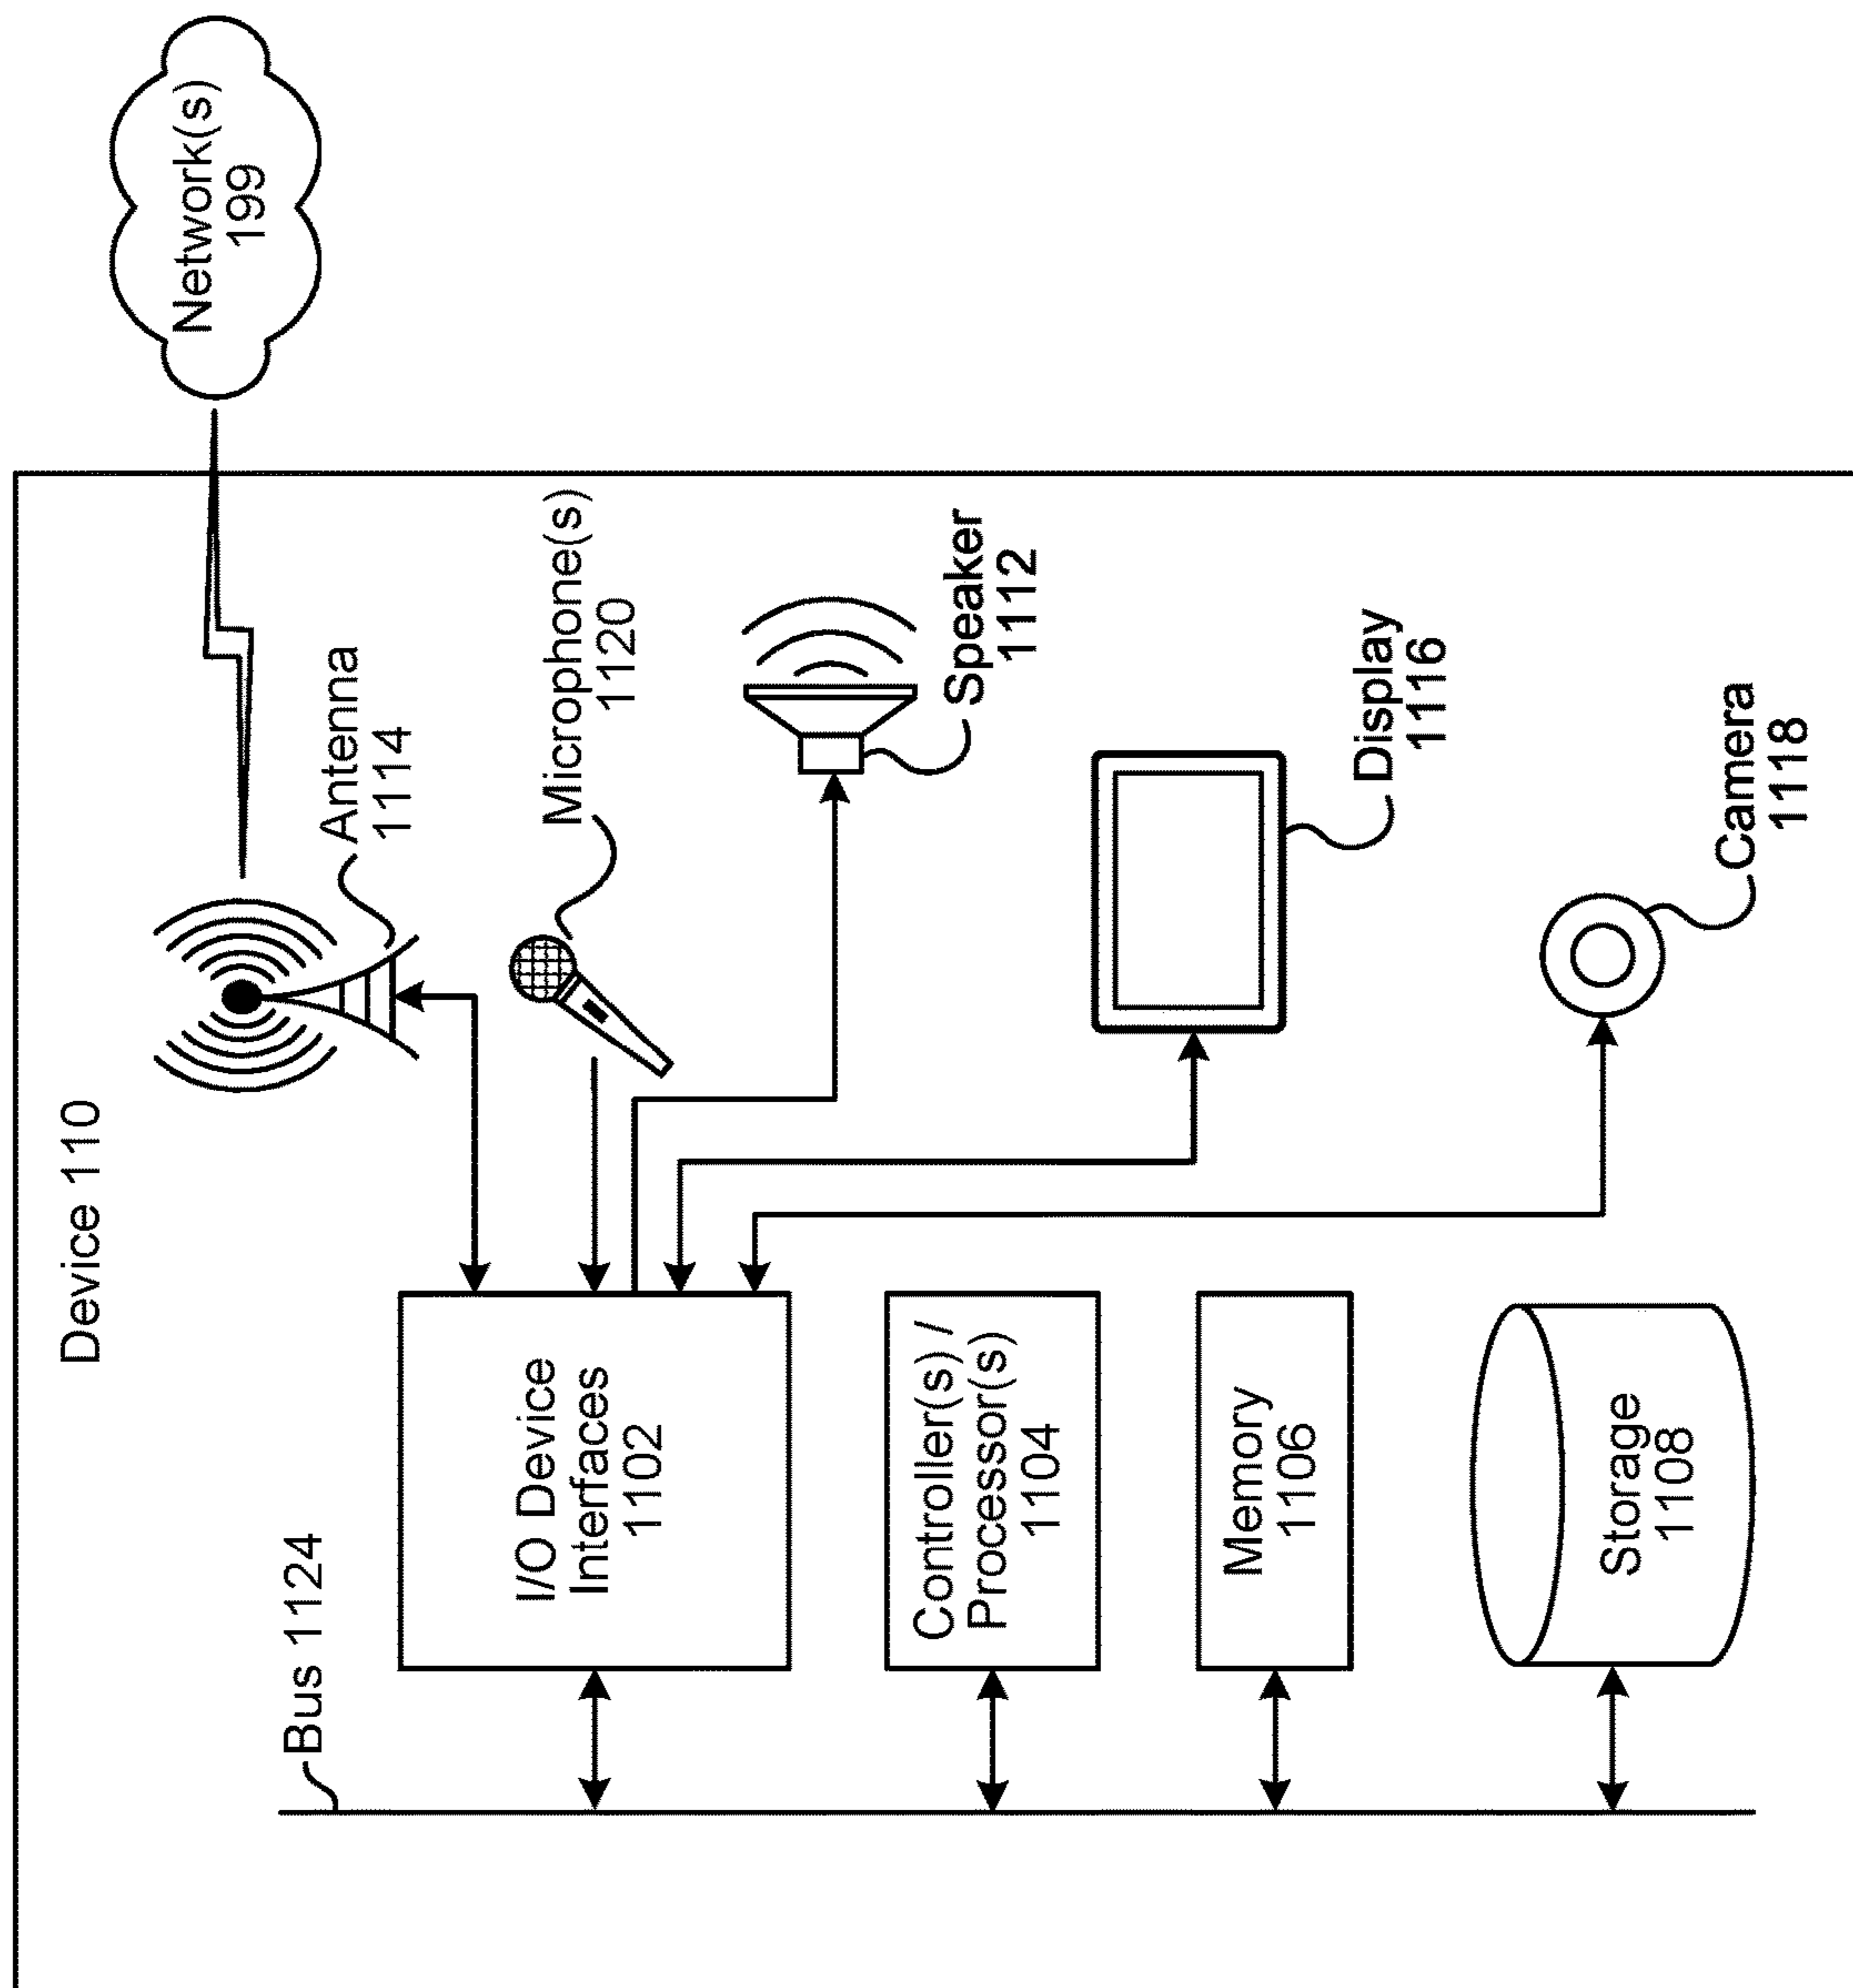 Device 110
Network(s)
199
Antenna
1114
Bus 1124
I/O Device
Interfaces
1102
Microphone(s)
1120
Speaker
1112
Controller(s) /
Processor(s)
1104
Display
1116
Memory
1106
Storage
1108
Camera
1118